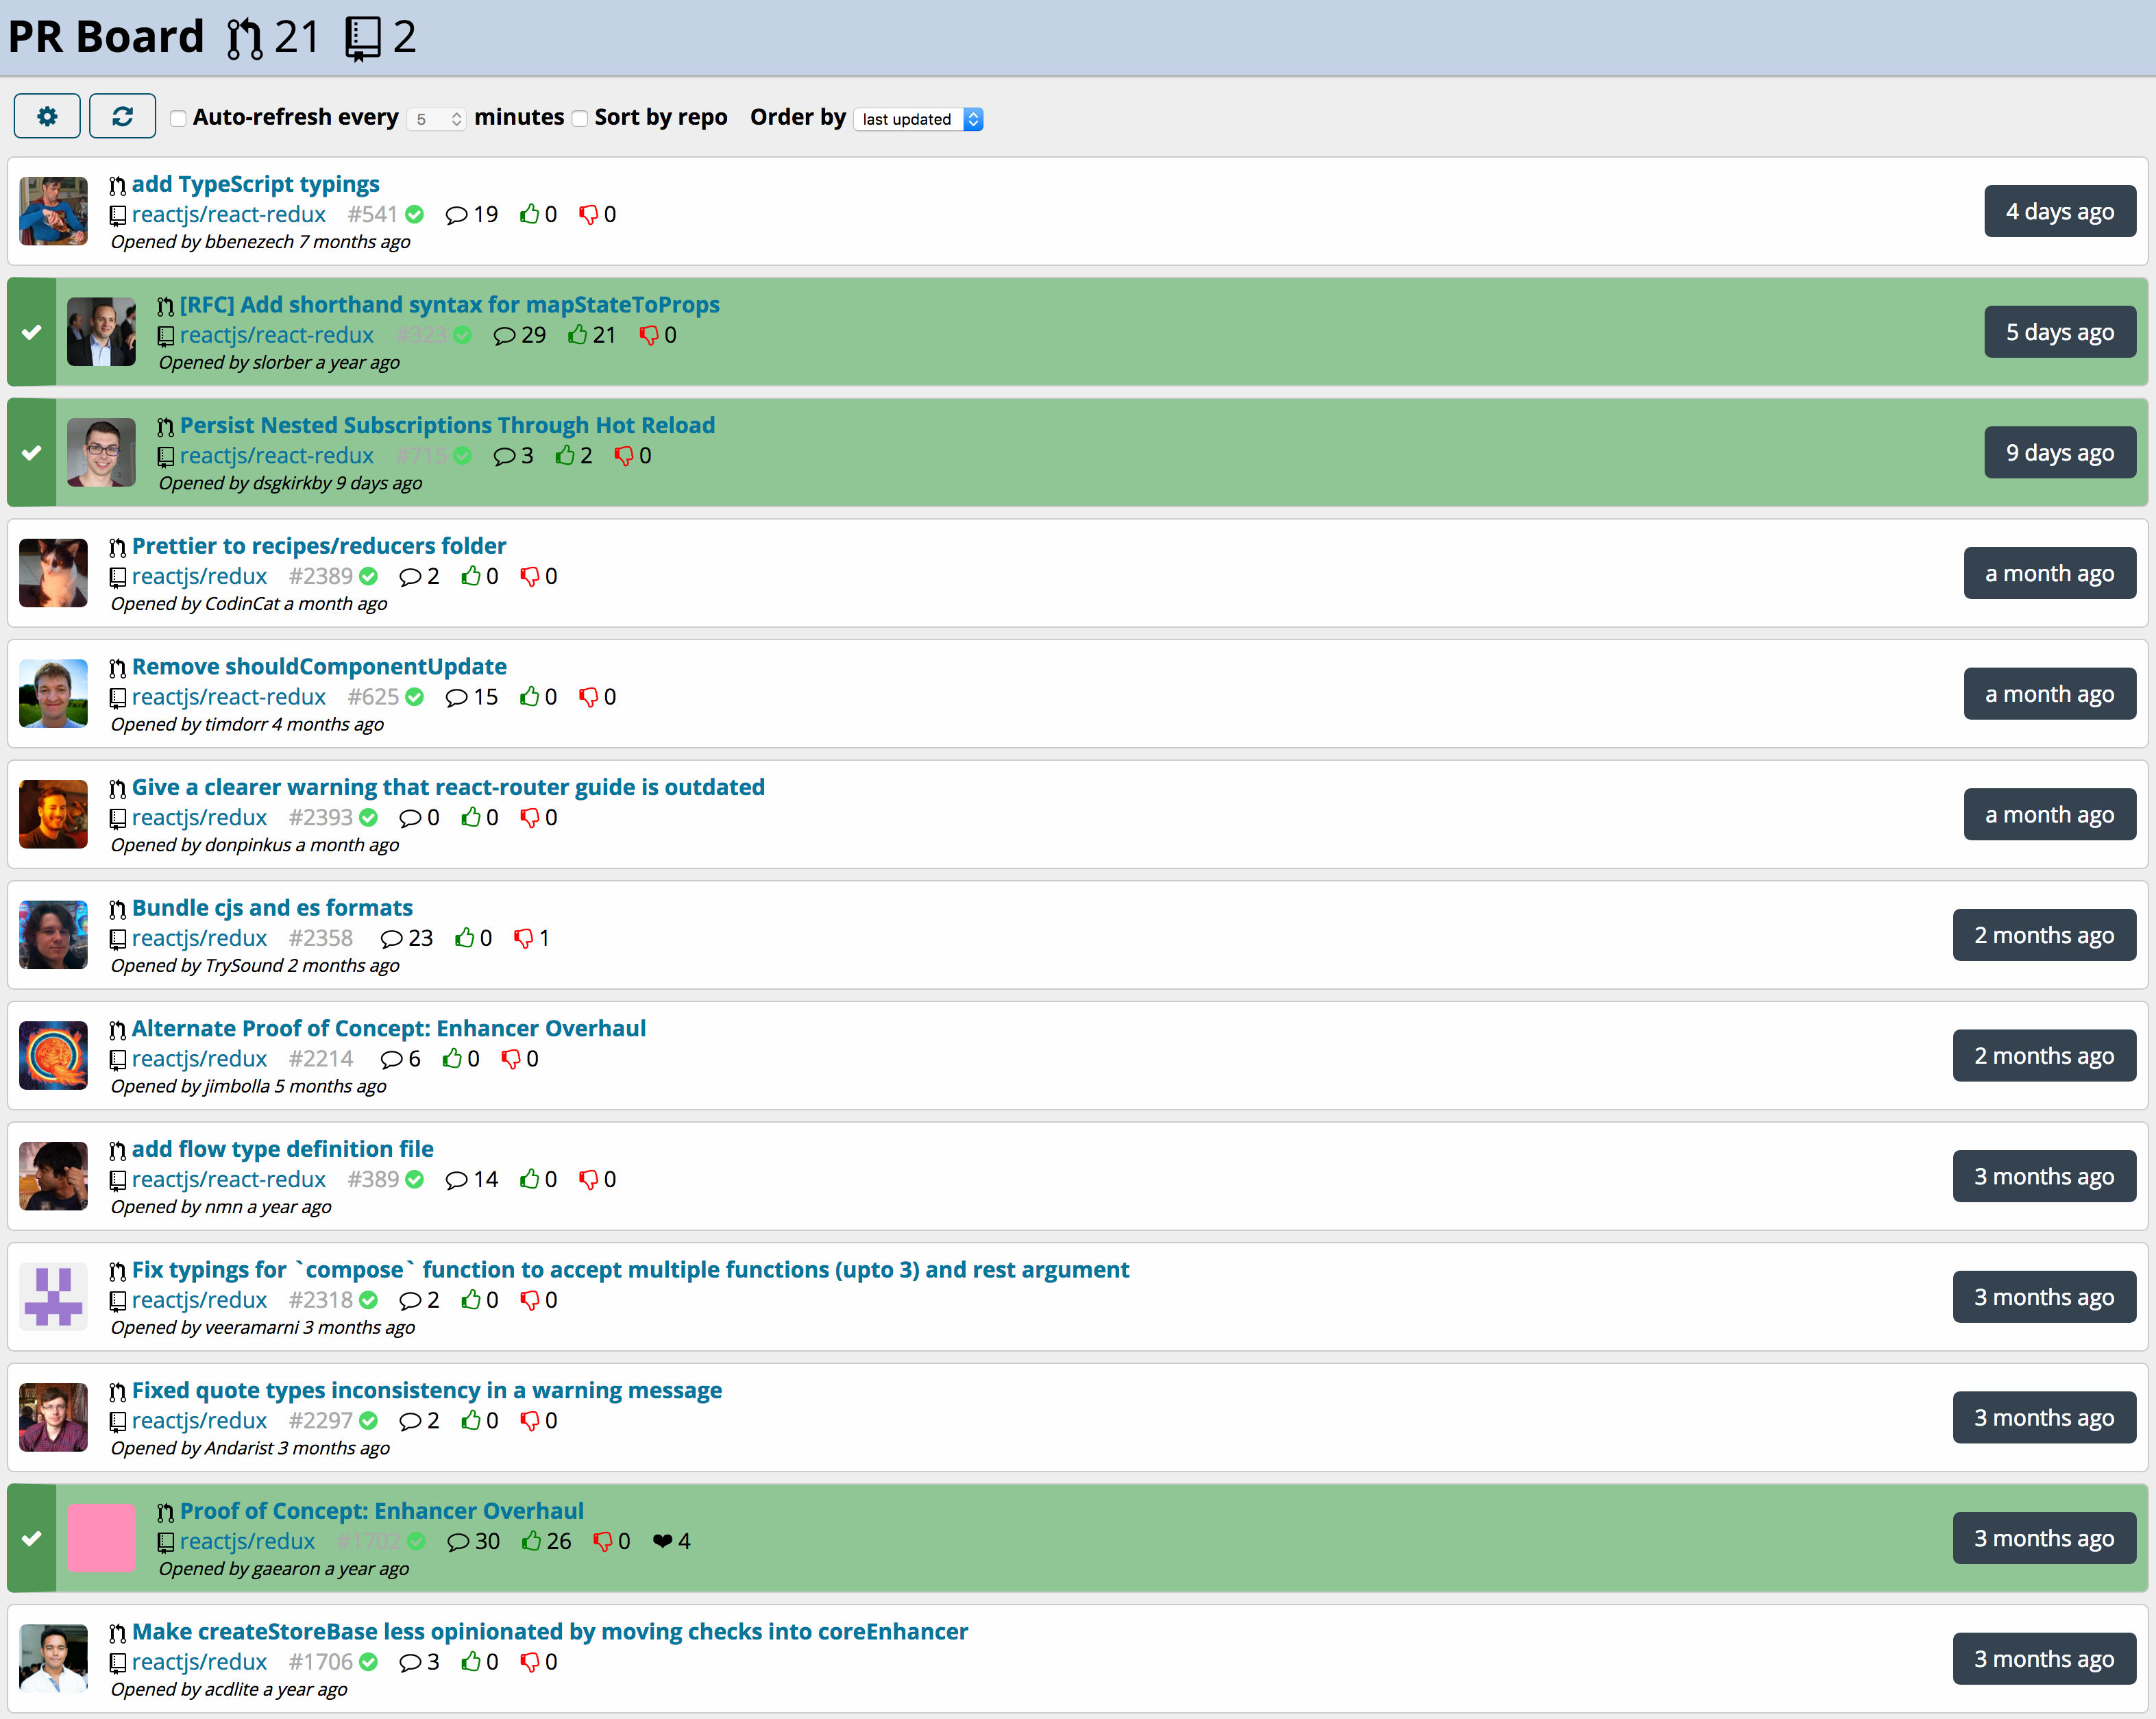 PR Board 21 2
Auto-refresh every 5 minutes Sort by repo Order by last updated
add TypeScript typings
reactjs/react-redux #541 19 0 0
Opened by bbenezech 7 months ago
4 days ago
[RFC] Add shorthand syntax for mapStateToProps
reactjs/react-redux #323 29 21 0
Opened by slorber a year ago
5 days ago
Persist Nested Subscriptions Through Hot Reload
reactjs/react-redux #715 3 2 0
Opened by dsgkirkby 9 days ago
9 days ago
Prettier to recipes/reducers folder
reactjs/redux #2389 2 0 0
Opened by CodinCat a month ago
a month ago
Remove shouldComponentUpdate
reactjs/react-redux #625 15 0 0
Opened by timdorr 4 months ago
a month ago
Give a clearer warning that react-router guide is outdated
reactjs/redux #2393 0 0 0
Opened by donpinkus a month ago
a month ago
Bundle cjs and es formats
reactjs/redux #2358 23 0 1
Opened by TrySound 2 months ago
2 months ago
Alternate Proof of Concept: Enhancer Overhaul
reactjs/redux #2214 6 0 0
Opened by jimbolla 5 months ago
2 months ago
add flow type definition file
reactjs/react-redux #389 14 0 0
Opened by nmn a year ago
3 months ago
Fix typings for `compose` function to accept multiple functions (upto 3) and rest argument
reactjs/redux #2318 2 0 0
Opened by veeramarni 3 months ago
3 months ago
Fixed quote types inconsistency in a warning message
reactjs/redux #2297 2 0 0
Opened by Andarist 3 months ago
3 months ago
Proof of Concept: Enhancer Overhaul
reactjs/redux #1702 30 26 0 4
Opened by gaearon a year ago
3 months ago
Make createStoreBase less opinionated by moving checks into coreEnhancer
reactjs/redux #1706 3 0 0
Opened by acdlite a year ago
3 months ago